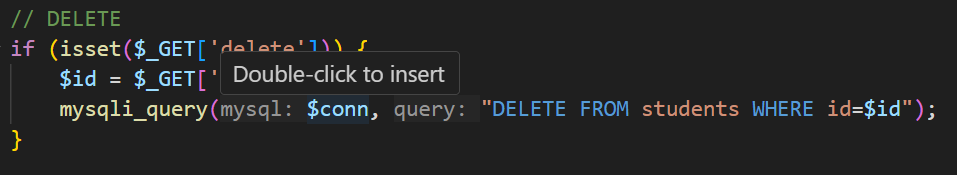 // DELETE
if (isset($_GET['delete'])) {
$id = $_GET['
Double-click to insert
mysqli_query(mysql: $conn, query: "DELETE FROM students WHERE id=$id");
}